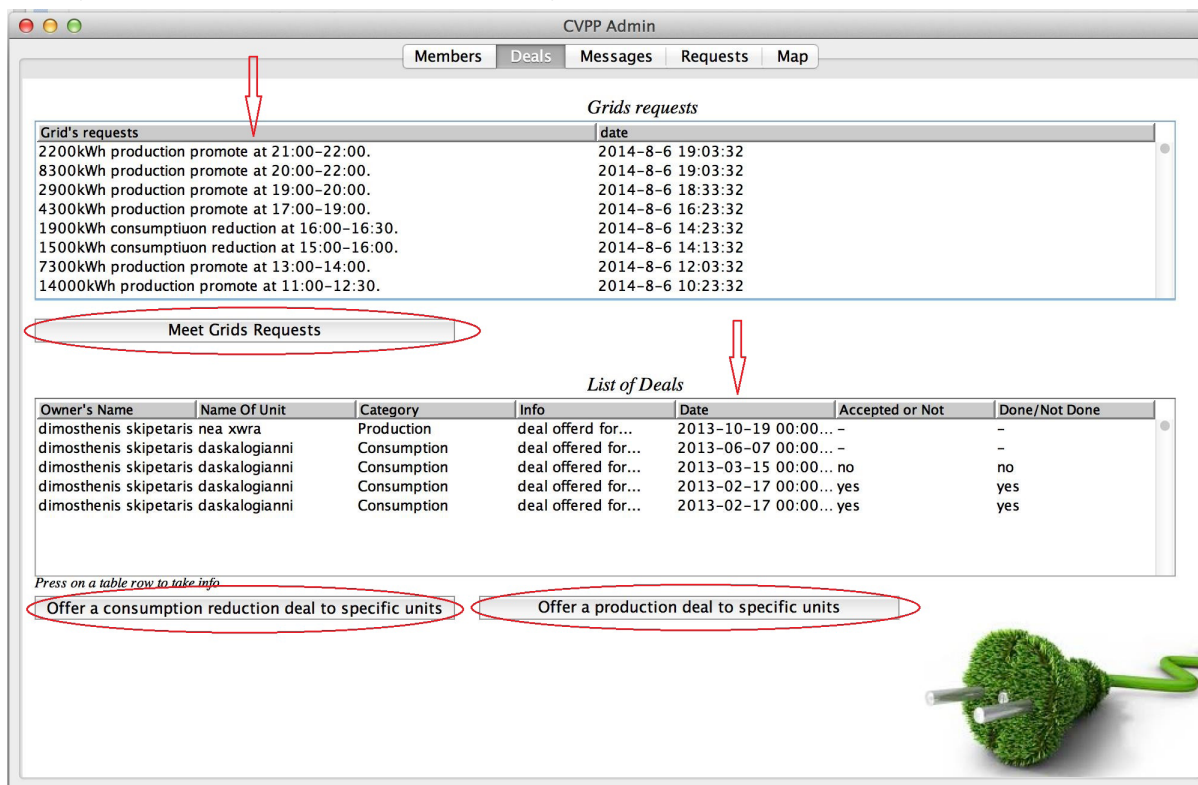 CVPP Admin
Members Deals Messages Requests Map
Grids requests
Grid's requests date
2200kWh production promote at 21:00-22:00. 2014-8-6 19:03:32
8300kWh production promote at 20:00-22:00. 2014-8-6 19:03:32
2900kWh production promote at 19:00-20:00. 2014-8-6 18:33:32
4300kWh production promote at 17:00-19:00. 2014-8-6 16:23:32
1900kWh consumptiuon reduction at 16:00-16:30. 2014-8-6 14:23:32
1500kWh consumptiuon reduction at 15:00-16:00. 2014-8-6 14:13:32
7300kWh production promote at 13:00-14:00. 2014-8-6 12:03:32
14000kWh production promote at 11:00-12:30. 2014-8-6 10:23:32
Meet Grids Requests
List of Deals
Owner's Name Name Of Unit Category Info Date Accepted or Not Done/Not Done
dimosthenis skipetaris nea xwra Production deal offerd for... 2013-10-19 00:00... - -
dimosthenis skipetaris daskalogianni Consumption deal offered for... 2013-06-07 00:00... - -
dimosthenis skipetaris daskalogianni Consumption deal offered for... 2013-03-15 00:00... no no
dimosthenis skipetaris daskalogianni Consumption deal offered for... 2013-02-17 00:00... yes yes
dimosthenis skipetaris daskalogianni Consumption deal offered for... 2013-02-17 00:00... yes yes
Press on a table row to take info
Offer a consumption reduction deal to specific units Offer a production deal to specific units